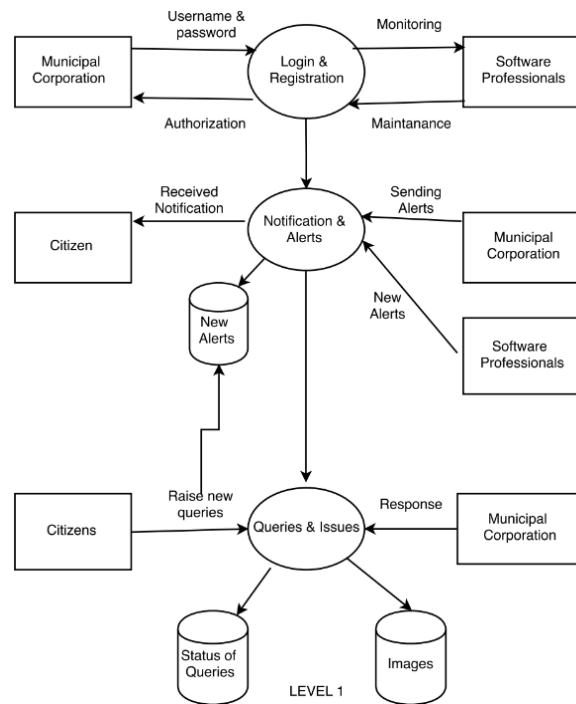 Username &
password
Monitoring
Municipal
Corporation
Login &
Registration
Software
Professionals
Authorization
Maintanance
Received
Notification
Sending
Alerts
Citizen
Notification &
Alerts
Municipal
Corporation
New
Alerts
New
Alerts
Software
Professionals
Raise new
queries
Response
Citizens
Queries & Issues
Municipal
Corporation
Status of
Queries
Images
LEVEL 1